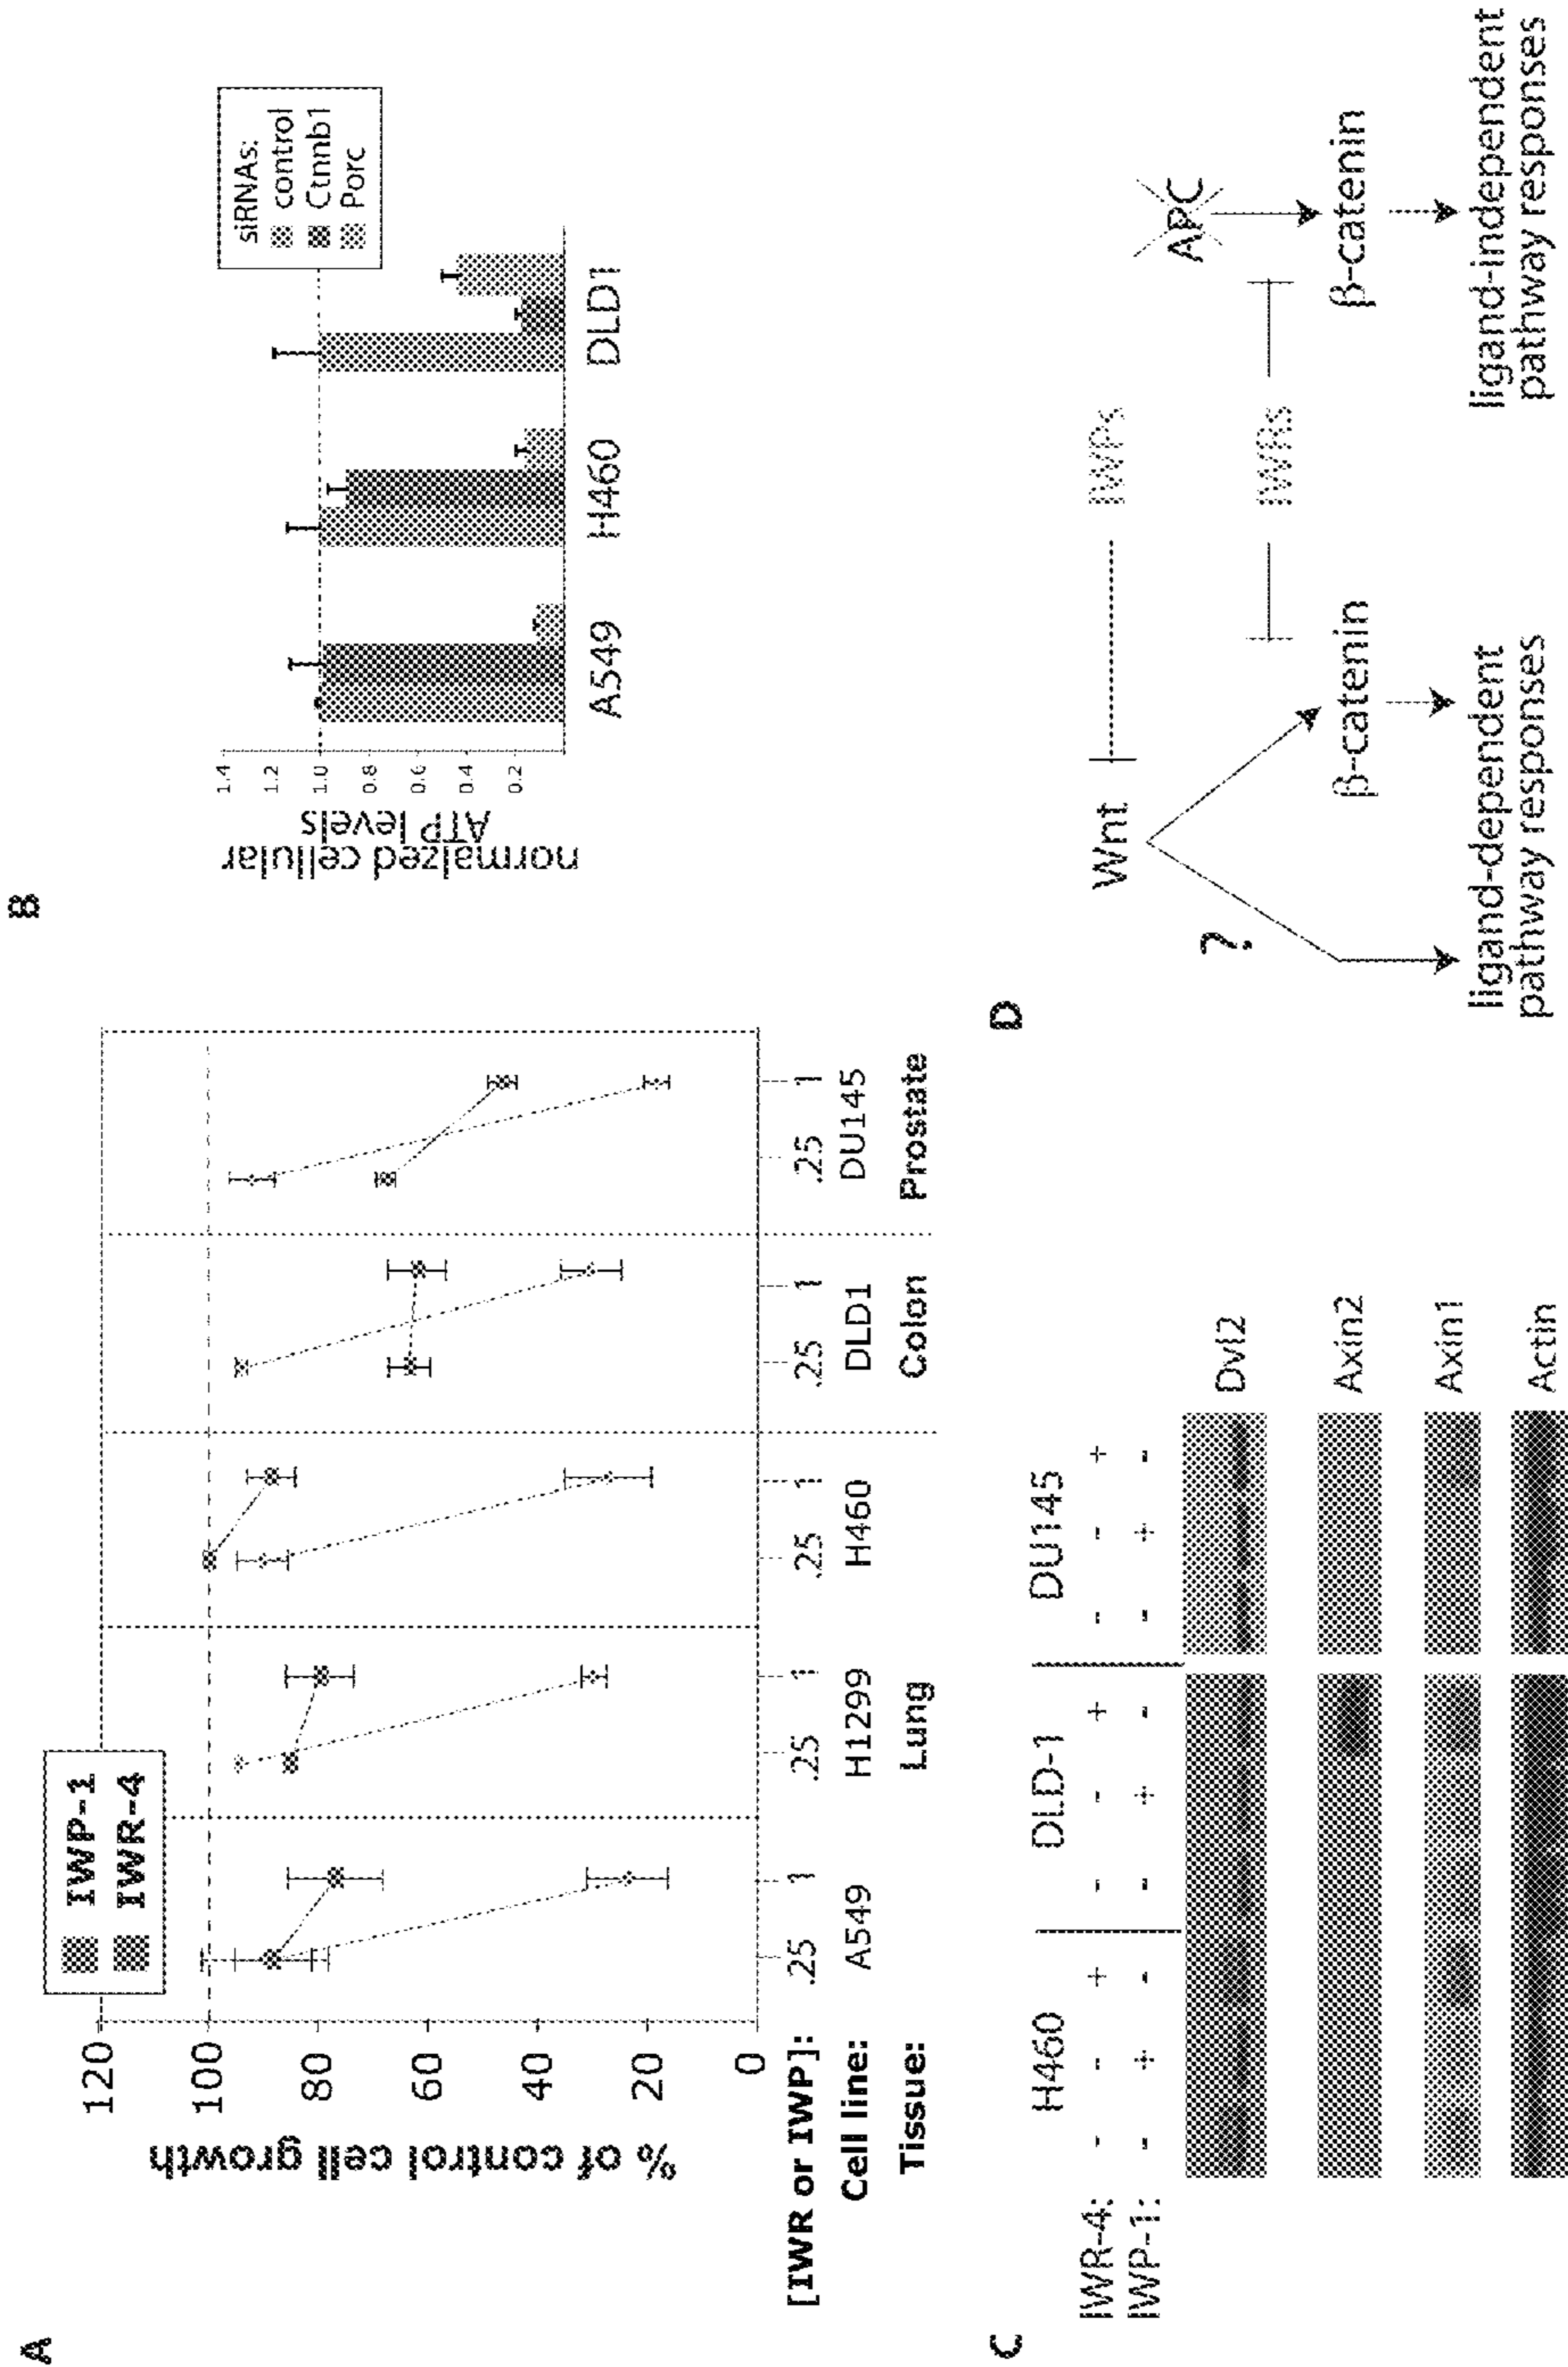 A
IWP-1
IWR-4
% of control cell growth
120
100
80
60
40
20
0
[IWR or IWP]: .25 1 .25 1 .25 1 .25 1 .25 1
Cell line: A549 H1299 H460 DLD1 DU145
Tissue: Lung Colon Prostate
B
siRNAs:
control
Ctnnb1
Porc
normalzed cellular
ATP levels
1.4
1.2
1.0
0.8
0.6
0.4
0.2
A549 H460 DLD1
C
H460 DLD-1 DU145
IWR-4: - - + - - + - - +
IWP-1: - + - - + - - + -
Dvl2
Axin2
Axin1
Actin
D
Wnt IWPs APC
?
IWRs
β-catenin β-catenin
ligand-dependent
pathway responses
ligand-independent
pathway responses